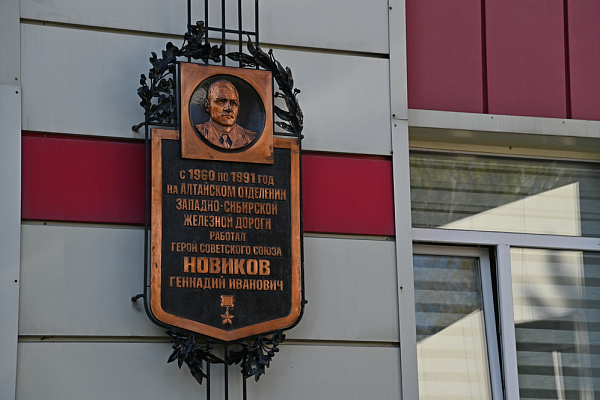 С 1960 ПО 1991 ГОД
НА АЛТАЙСКОМ ОТДЕЛЕНИИ
ЗАПАДНО-СИБИРСКОЙ
ЖЕЛЕЗНОЙ ДОРОГИ
РАБОТАЛ
ГЕРОЙ СОВЕТСКОГО СОЮЗА
НОВИКОВ
ГЕННАДИЙ ИВАНОВИЧ